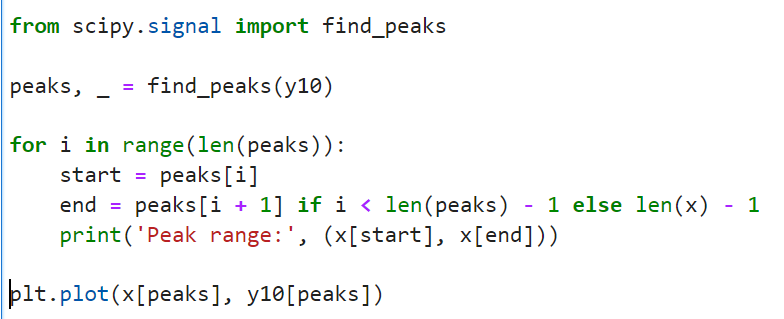 from scipy.signal import find_peaks
peaks, _ = find_peaks(y10)
for i in range(len(peaks)):
    start = peaks[i]
    end = peaks[i + 1] if i < len(peaks) - 1 else len(x) - 1
    print('Peak range:', (x[start], x[end]))
plt.plot(x[peaks], y10[peaks])